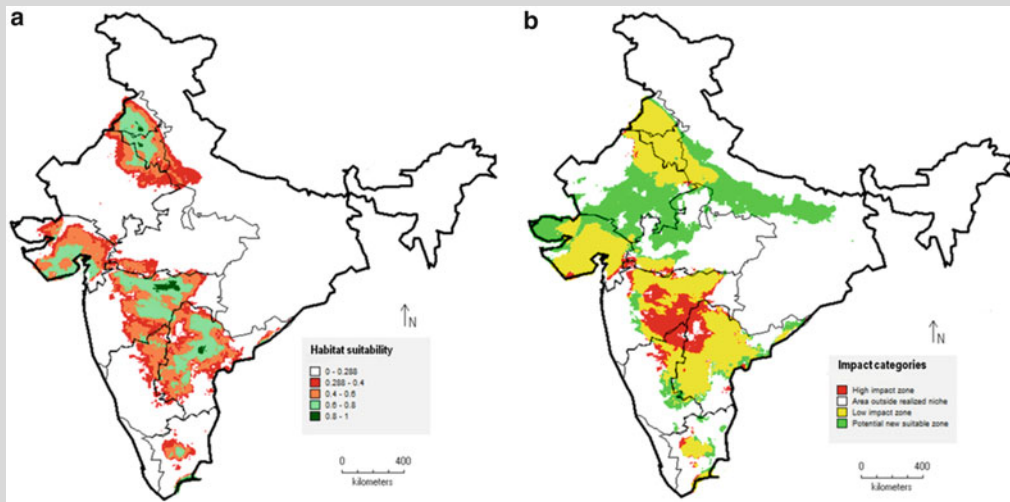 a
b
N
Habitat suitability
0 - 0.288
0.288 - 0.4
0.4 - 0.6
0.6 - 0.8
0.8 - 1
0 400
kilometers
N
Impact categories
High impact zone
Area outside realized niche
Low impact zone
Potential new suitable zone
0 400
kilometers